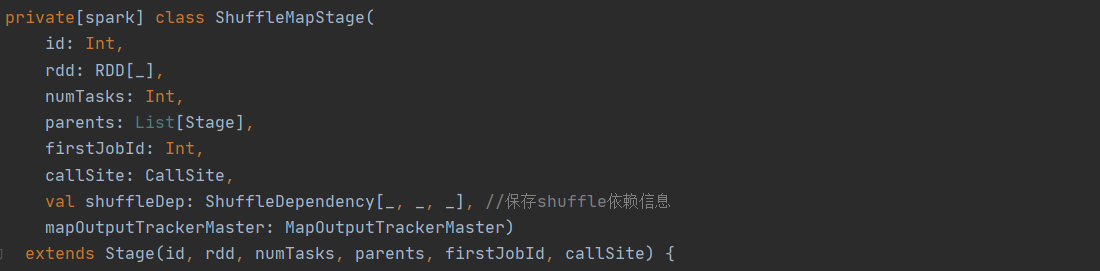 private[spark] class ShuffleMapStage(
    id: Int,
    rdd: RDD[_],
    numTasks: Int,
    parents: List[Stage],
    firstJobId: Int,
    callSite: CallSite,
    val shuffleDep: ShuffleDependency[_, _, _], //保存shuffle依赖信息
    mapOutputTrackerMaster: MapOutputTrackerMaster)
  extends Stage(id, rdd, numTasks, parents, firstJobId, callSite) {